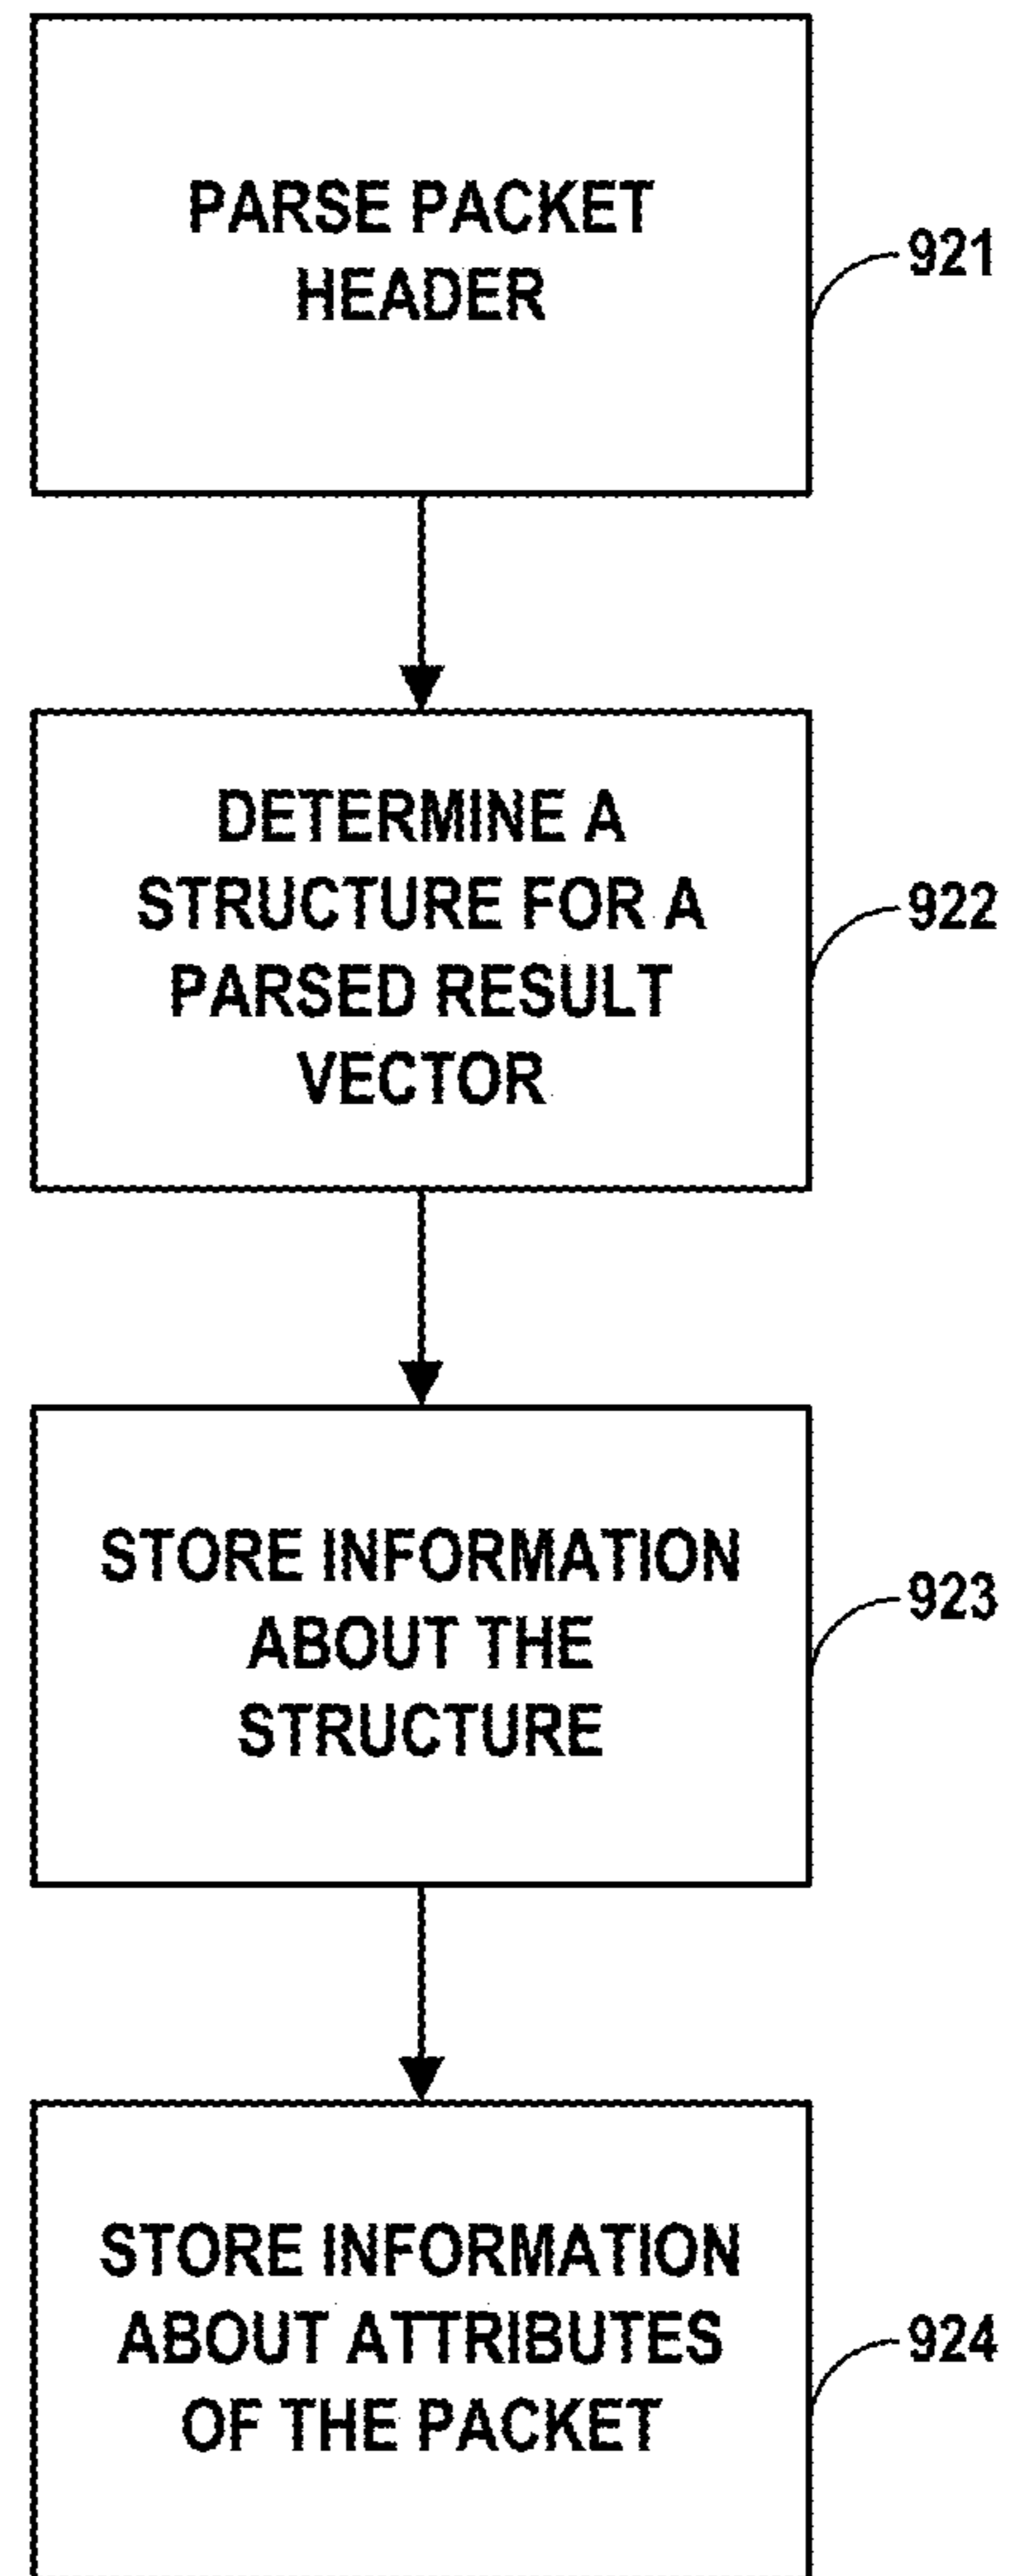 PARSE PACKET
HEADER
921
DETERMINE A
STRUCTURE FOR A
PARSED RESULT
VECTOR
922
STORE INFORMATION
ABOUT THE
STRUCTURE
923
STORE INFORMATION
ABOUT ATTRIBUTES
OF THE PACKET
924